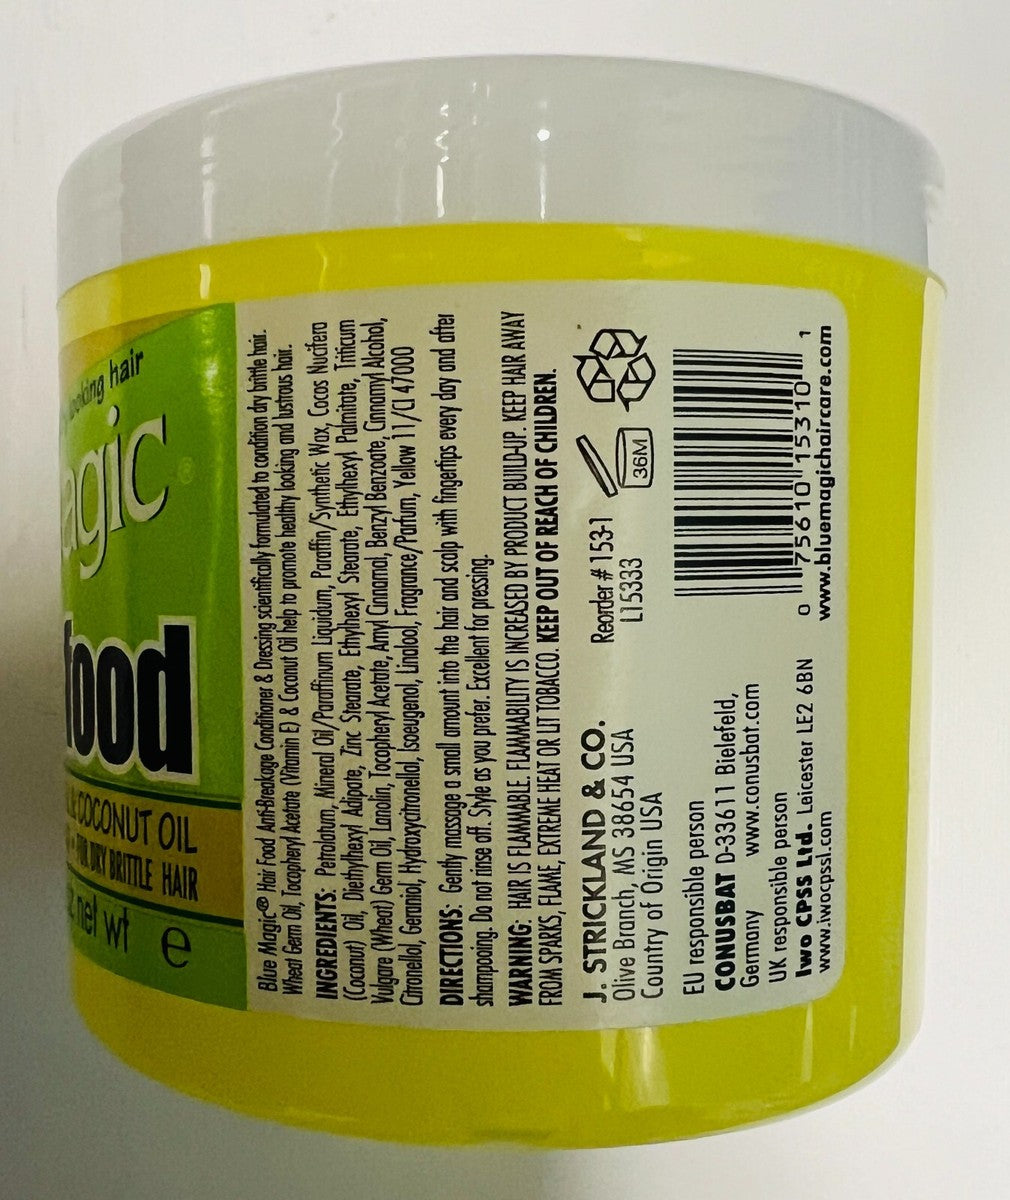 looking hair
agic®
food
& COCONUT OIL
FOR DRY BRITTLE HAIR
net wt e
Blue Magic® Hair Food Anti-Breakage Conditioner & Dressing scientifically formulated to condition dry brittle hair.
Wheat Germ Oil, Tocopheryl Acetate (Vitamin E) & Coconut Oil help to promote healthy looking and lustrous hair.
INGREDIENTS: Petrolatum, Mineral Oil/Paraffinum Liquidum, Paraffin/Synthetic Wax, Cocos Nucifera
(Coconut) Oil, Diethylhexyl Adipate, Zinc Stearate, Ethylhexyl Stearate, Ethylhexyl Palmitate, Triticum
Vulgare (Wheat) Germ Oil, Lanolin, Tocopheryl Acetate, Amyl Cinnamal, Benzyl Benzoate, Cinnamyl Alcohol,
Citronellol, Geraniol, Hydroxycitronellal, Isoeugenol, Linalool, Fragrance/Parfum, Yellow 11/CI 47000
DIRECTIONS: Gently massage a small amount into the hair and scalp with fingertips every day and after
shampooing. Do not rinse off. Style as you prefer. Excellent for pressing.
WARNING: HAIR IS FLAMMABLE. FLAMMABILITY IS INCREASED BY PRODUCT BUILD-UP. KEEP HAIR AWAY
FROM SPARKS, FLAME, EXTREME HEAT OR LIT TOBACCO. KEEP OUT OF REACH OF CHILDREN.
J. STRICKLAND & CO.
Olive Branch, MS 38654 USA
Country of Origin USA
Reorder # 153-1
L15333
36M
EU responsible person
CONUSBAT D-33611 Bielefeld,
Germany www.conusbat.com
UK responsible person
Iwo CPSS Ltd. Leicester LE2 6BN
www.iwocpssl.com
0 75610 15310 1
www.bluemagichaircare.com